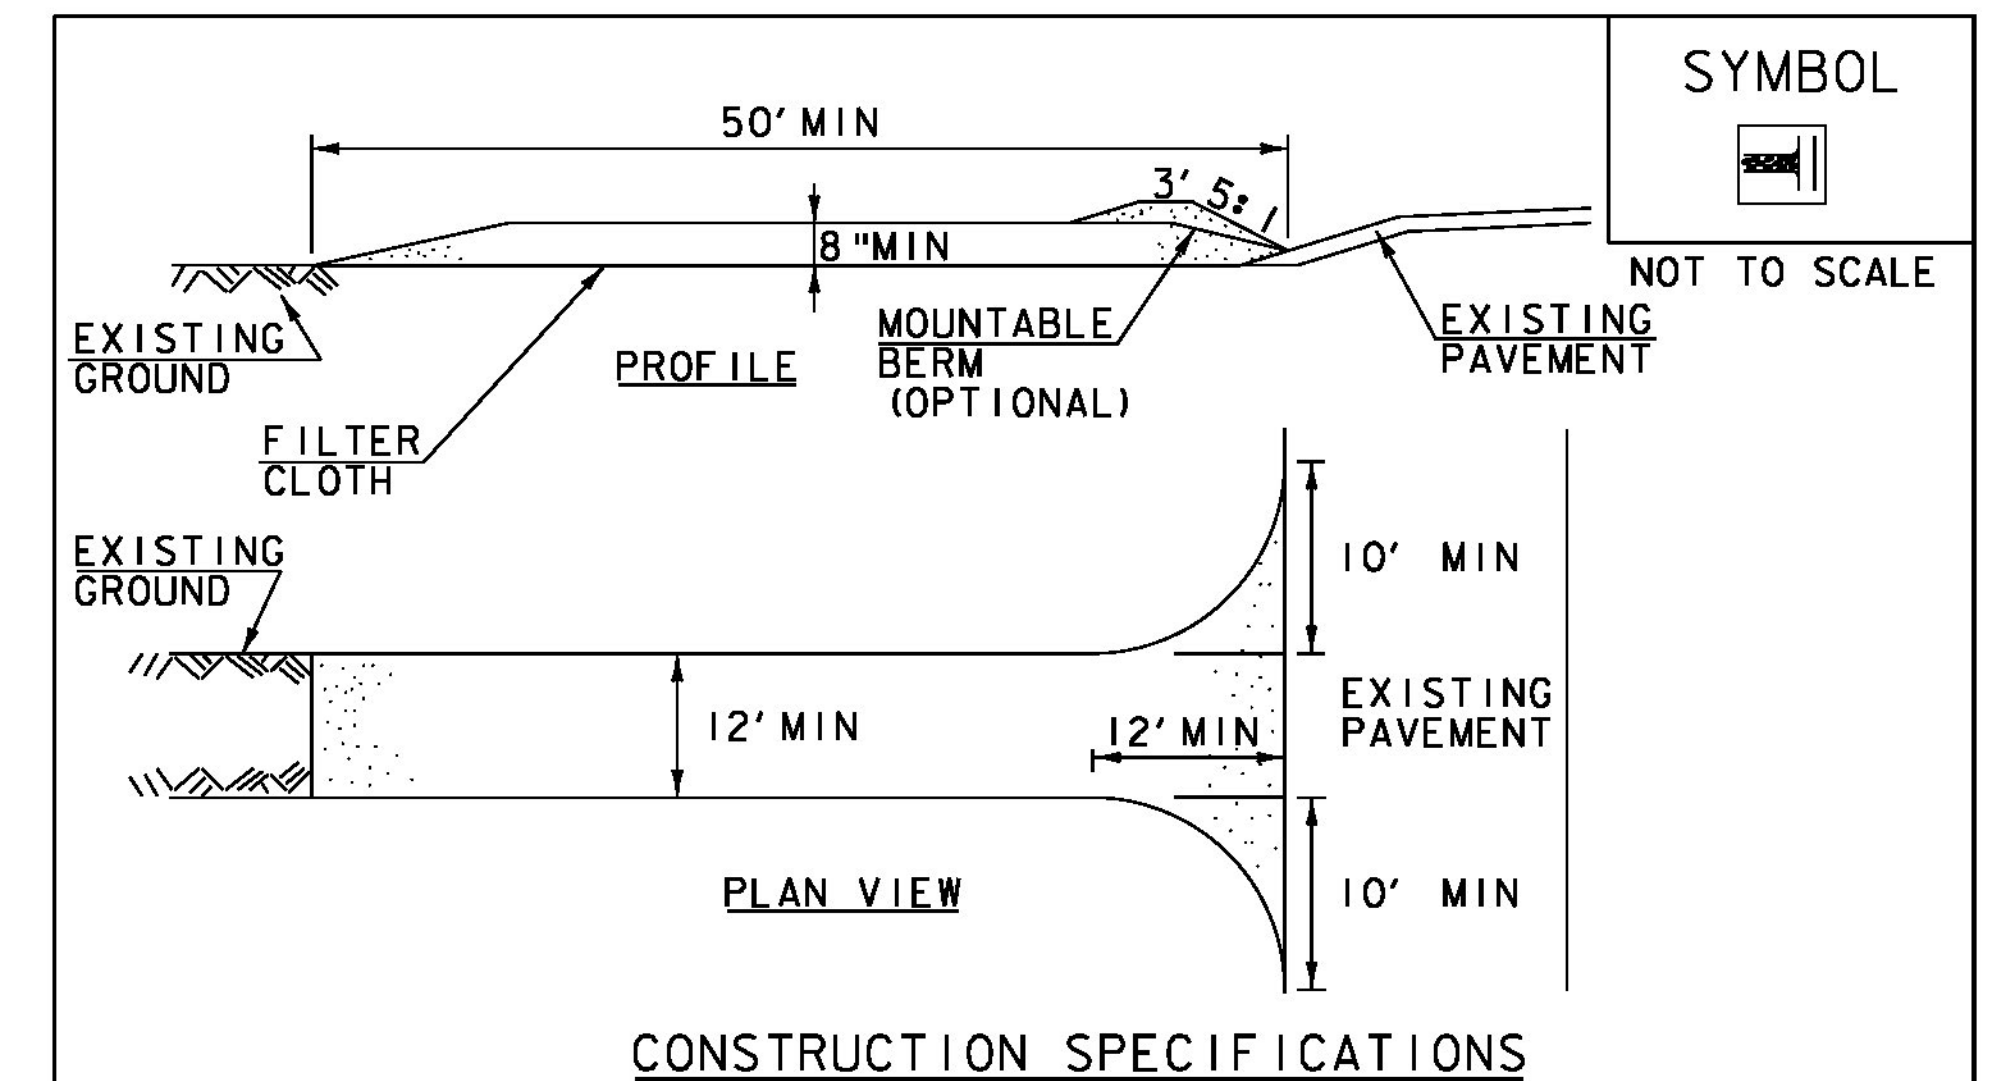 SYMBOL
50' MIN
3' 5:1
8" MIN
NOT TO SCALE
EXISTING
GROUND
PROFILE
MOUNTABLE
BERM
(OPTIONAL)
EXISTING
PAVEMENT
FILTER
CLOTH
EXISTING
GROUND
10' MIN
12' MIN
12' MIN
EXISTING
PAVEMENT
PLAN VIEW
10' MIN
CONSTRUCTION SPECIFICATIONS